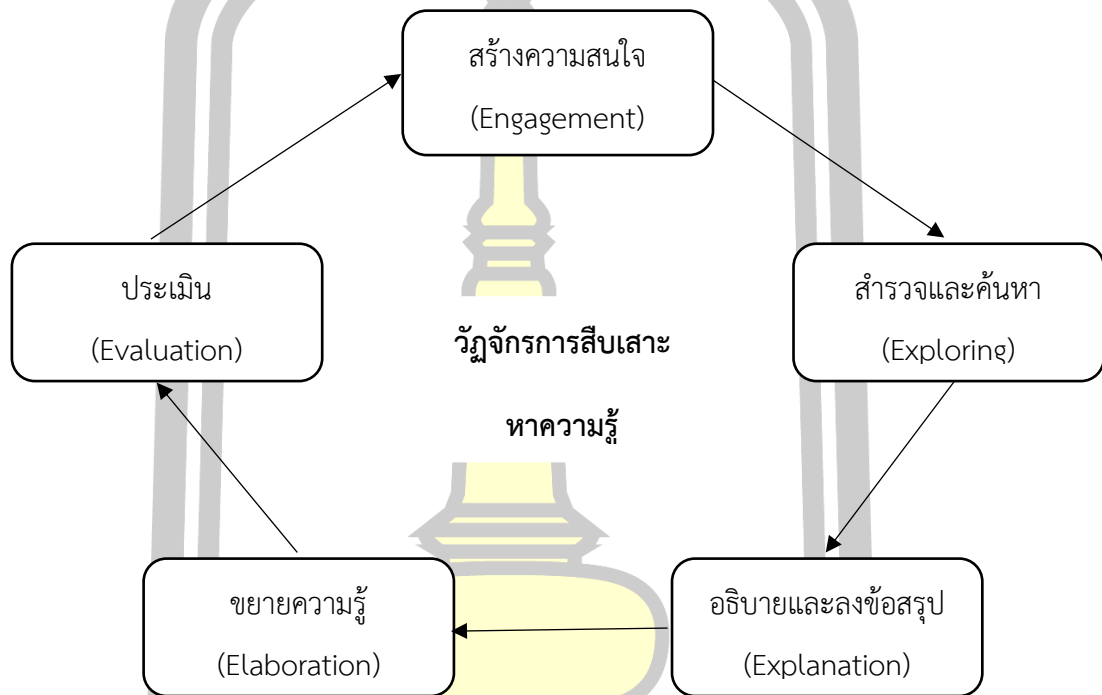 สร้างความสนใจ
(Engagement)
สำรวจและค้นหา
(Exploring)
อธิบายและลงข้อสรุป
(Explanation)
ขยายความรู้
(Elaboration)
ประเมิน
(Evaluation)
วัฏจักรการสืบเสาะ
หาความรู้